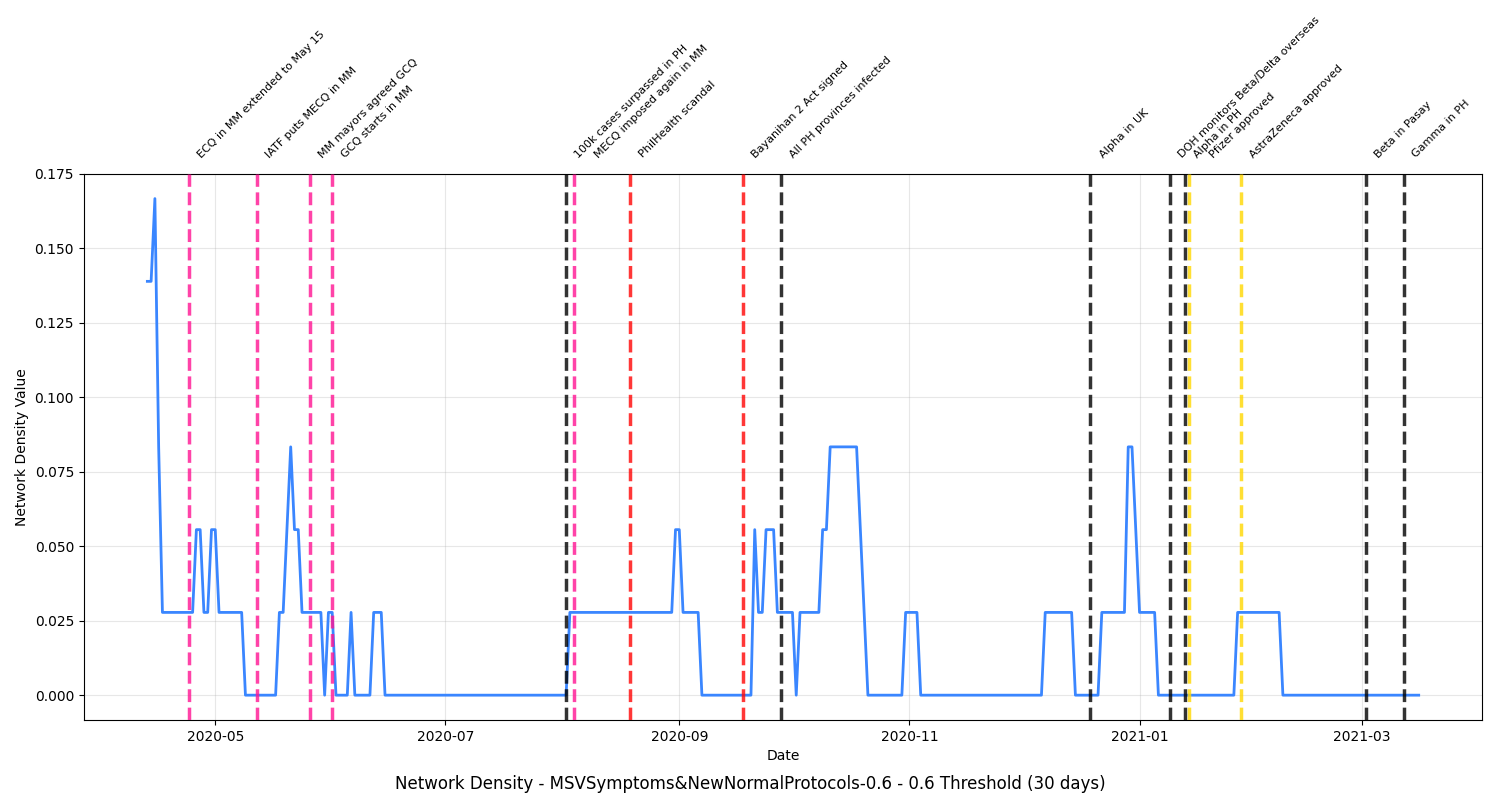 ECQ in MM extended to May 15
IATF puts MECQ in MM
MM mayors agreed GCQ
GCQ starts in MM
100k cases surpassed in PH
MECQ imposed again in MM
PhilHealth scandal
Bayanihan 2 Act signed
All PH provinces infected
Alpha in UK
DOH monitors Beta/Delta overseas
Alpha in PH
Pfizer approved
AstraZeneca approved
Beta in Pasay
Gamma in PH
0.175
0.150
0.125
0.100
0.075
0.050
0.025
0.000
Network Density Value
2020-05
2020-07
2020-09
2020-11
2021-01
2021-03
Date
Network Density - MSVSymptoms&NewNormalProtocols-0.6 - 0.6 Threshold (30 days)